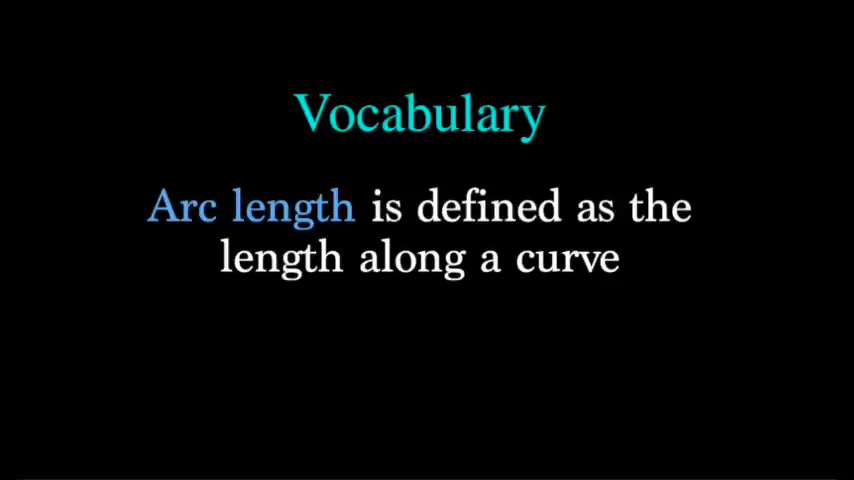 Vocabulary
Arc length is defined as the
length along a curve